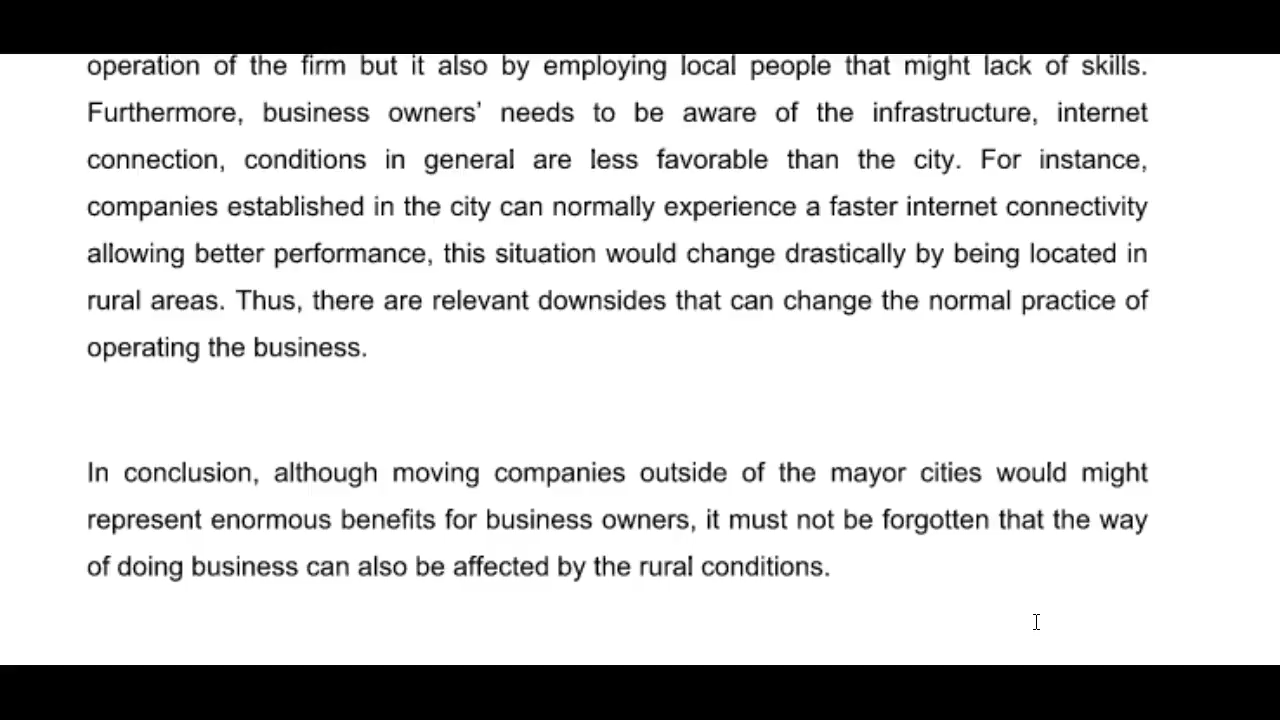 operation of the firm but it also by employing local people that might lack of skills.
Furthermore, business owners’ needs to be aware of the infrastructure, internet
connection, conditions in general are less favorable than the city. For instance,
companies established in the city can normally experience a faster internet connectivity
allowing better performance, this situation would change drastically by being located in
rural areas. Thus, there are relevant downsides that can change the normal practice of
operating the business.
In conclusion, although moving companies outside of the mayor cities would might
represent enormous benefits for business owners, it must not be forgotten that the way
of doing business can also be affected by the rural conditions.